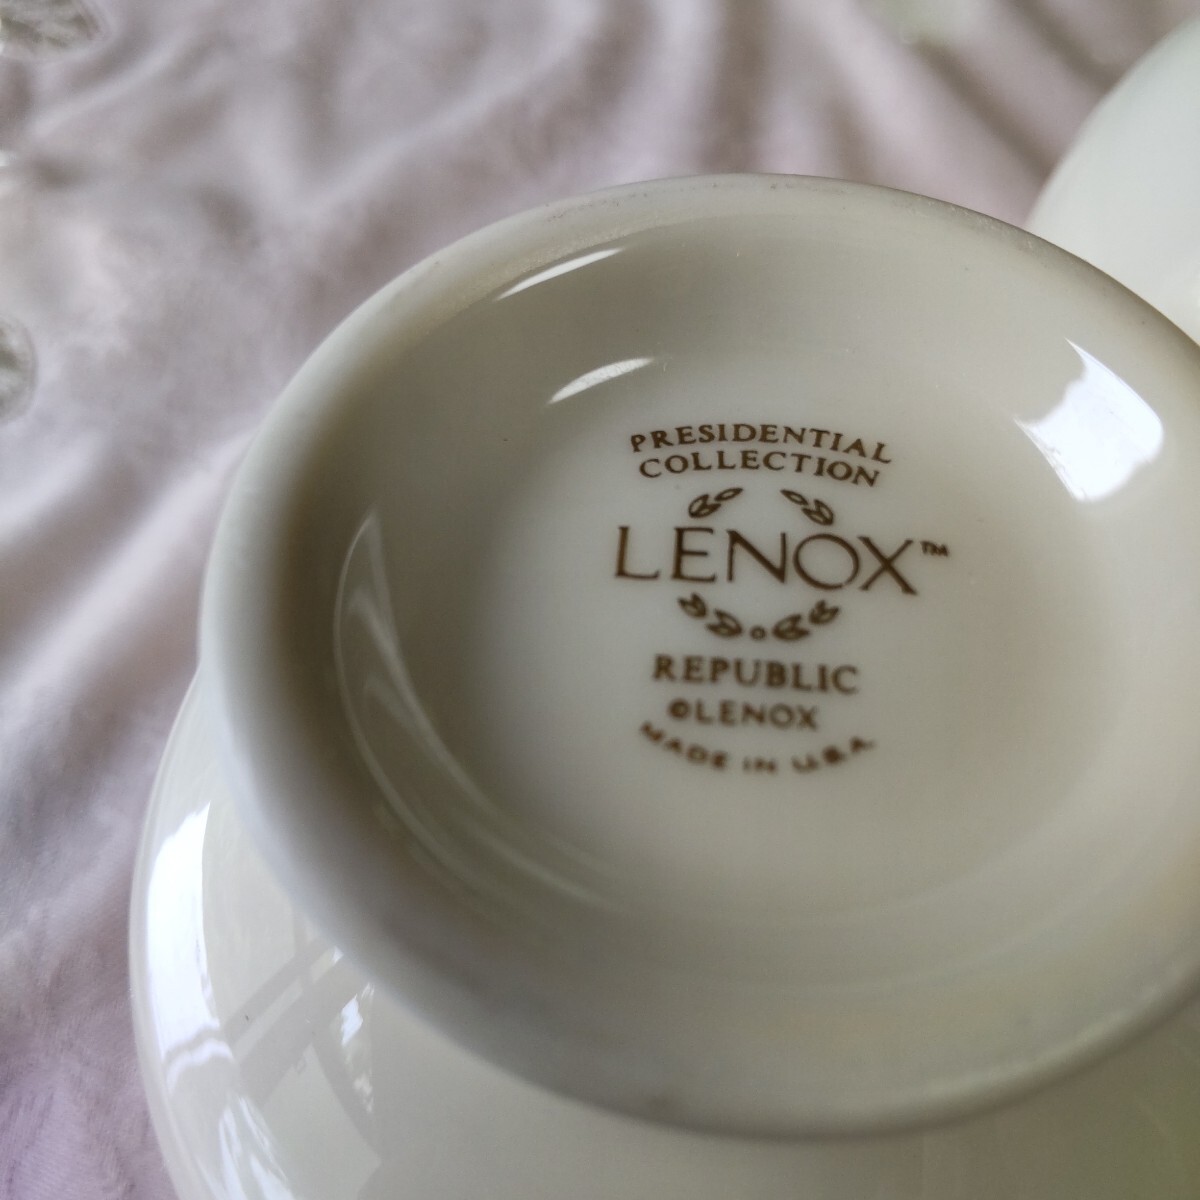 PRESIDENTIAL
COLLECTION
LENOX™
REPUBLIC
©LENOX
MADE IN U.S.A.